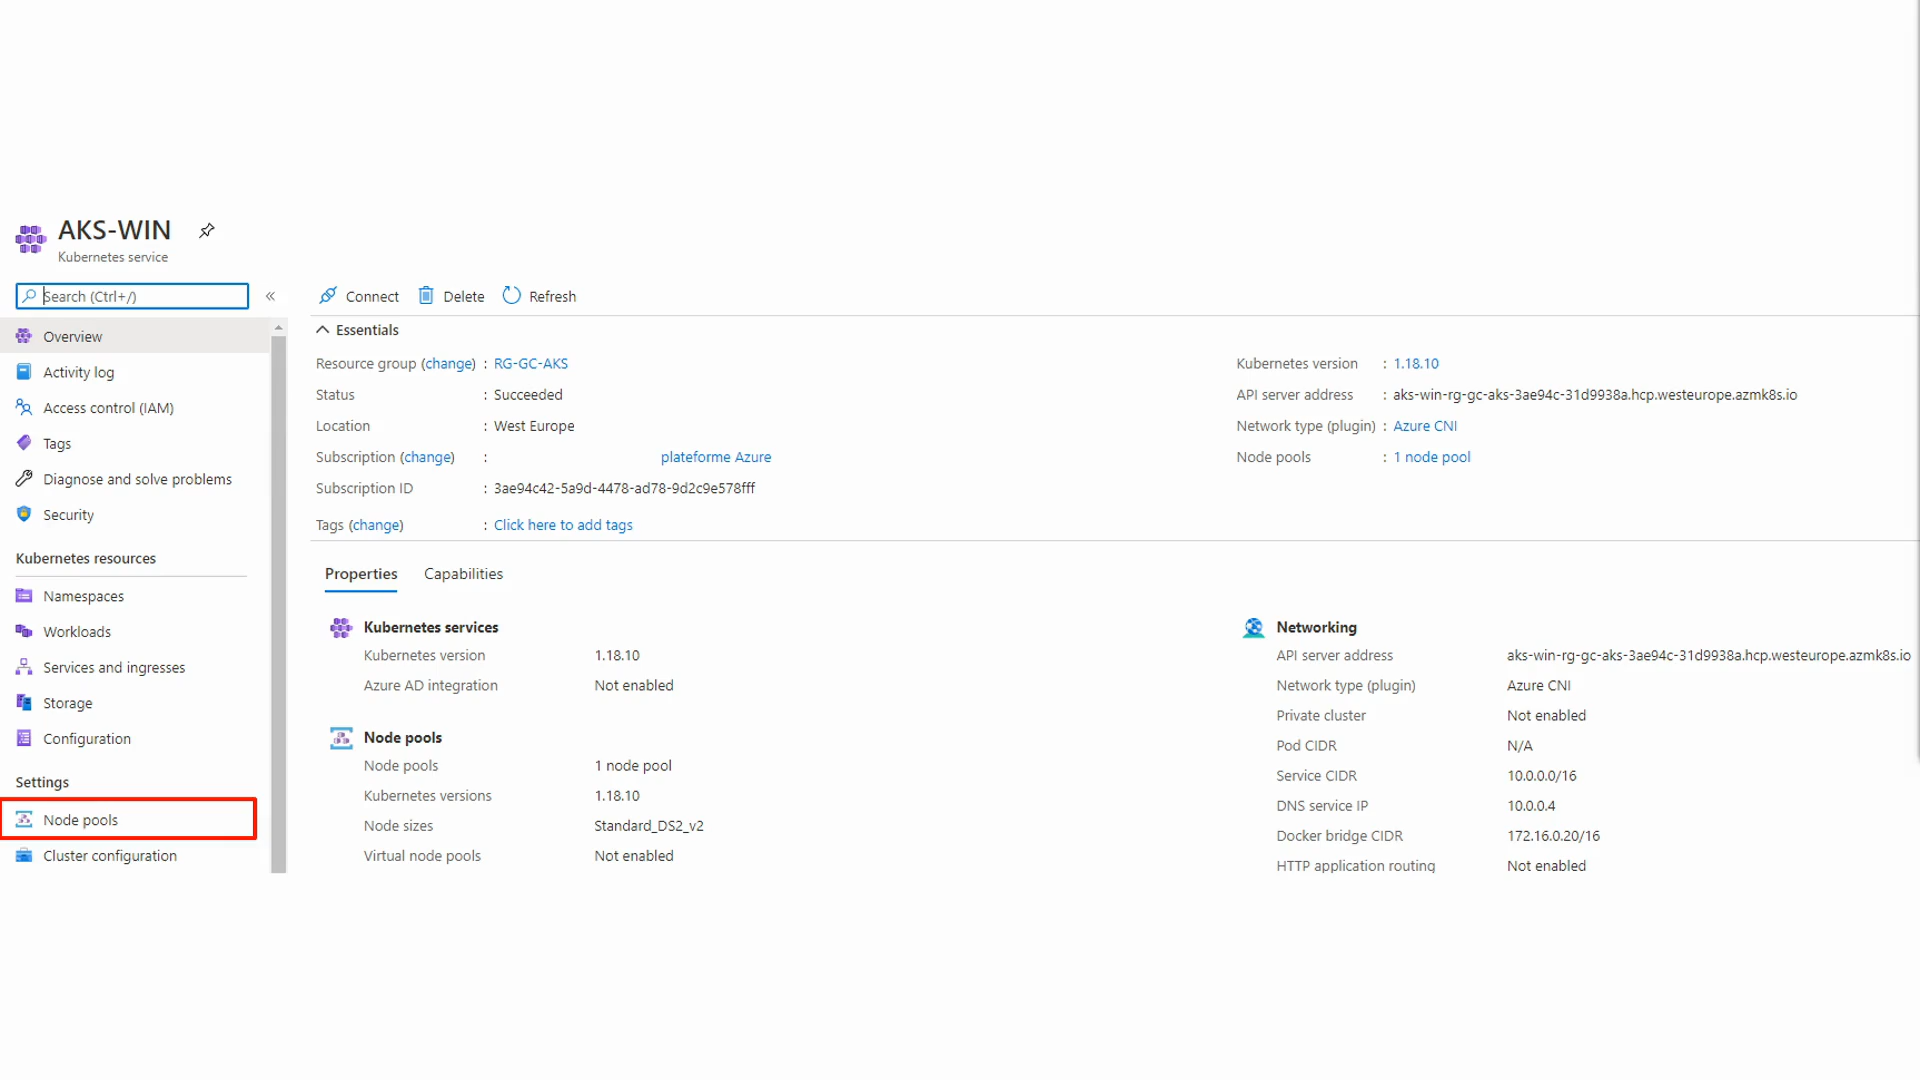 AKS-WIN
Kubernetes service
Search (Ctrl+/)
«
Overview
Activity log
Access control (IAM)
Tags
Diagnose and solve problems
Security
Kubernetes resources
Namespaces
Workloads
Services and ingresses
Storage
Configuration
Settings
Node pools
Cluster configuration
Connect Delete Refresh
Essentials
Resource group (change) : RG-GC-AKS
Status : Succeeded
Location : West Europe
Subscription (change) : plateforme Azure
Subscription ID : 3ae94c42-5a9d-4478-ad78-9d2c9e578fff
Tags (change) : Click here to add tags
Kubernetes version : 1.18.10
API server address : aks-win-rg-gc-aks-3ae94c-31d9938a.hcp.westeurope.azmk8s.io
Network type (plugin) : Azure CNI
Node pools : 1 node pool
Properties Capabilities
Kubernetes services
Kubernetes version 1.18.10
Azure AD integration Not enabled
Node pools
Node pools 1 node pool
Kubernetes versions 1.18.10
Node sizes Standard_DS2_v2
Virtual node pools Not enabled
Networking
API server address aks-win-rg-gc-aks-3ae94c-31d9938a.hcp.westeurope.azmk8s.io
Network type (plugin) Azure CNI
Private cluster Not enabled
Pod CIDR N/A
Service CIDR 10.0.0.0/16
DNS service IP 10.0.0.4
Docker bridge CIDR 172.16.0.20/16
HTTP application routing Not enabled